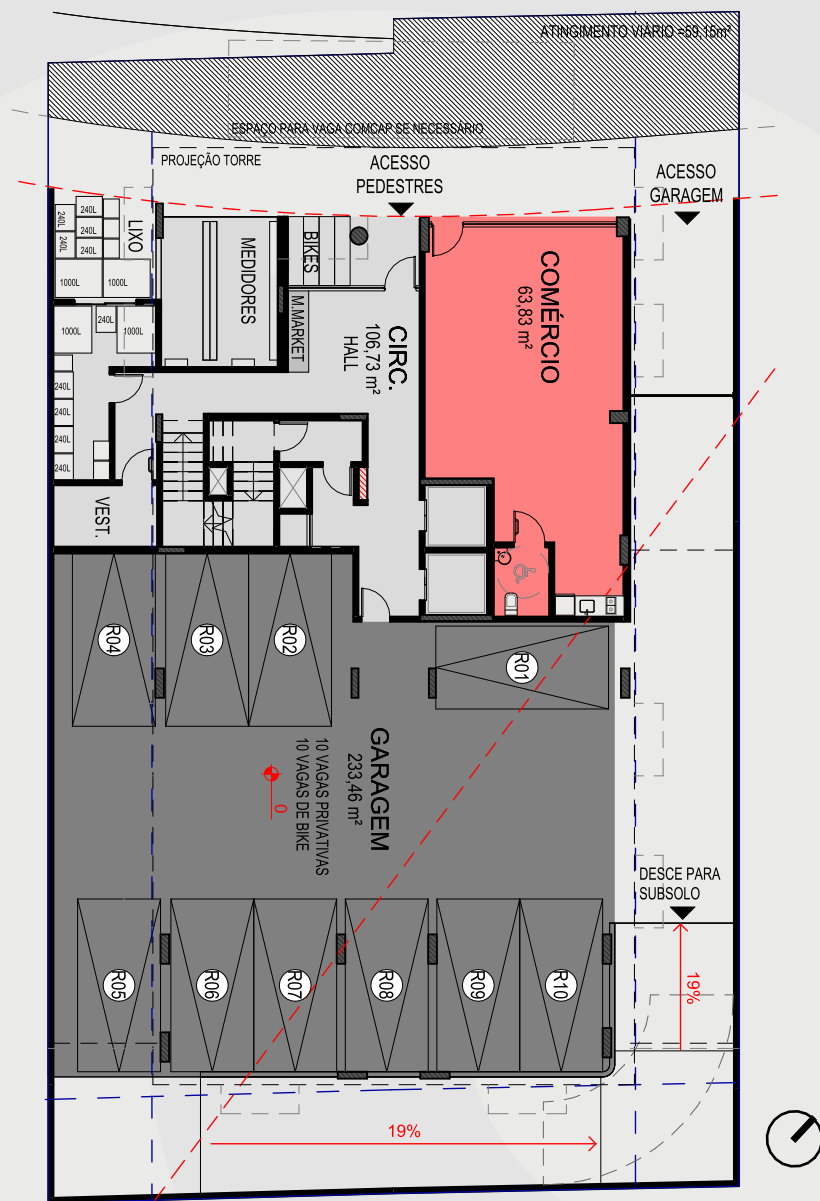 ATINGIMENTO VIÁRIO =59,15m²
ESPAÇO PARA VAGA COMCAP SE NECESSÁRIO
PROJEÇÃO TORRE
ACESSO
PEDESTRES
ACESSO
GARAGEM
240L
240L
240L
240L
240L
1000L
1000L
LIXO
MEDIDORES
BIKES
M.MARKET
CIRC.
106,73 m²
HALL
COMÉRCIO
63,83 m²
1000L
240L
1000L
240L
240L
240L
240L
VEST.
R04
R03
R02
R01
GARAGEM
233,46 m²
10 VAGAS PRIVATIVAS
10 VAGAS DE BIKE
0
DESCE PARA
SUBSOLO
R05
R06
R07
R08
R09
R10
19%
19%